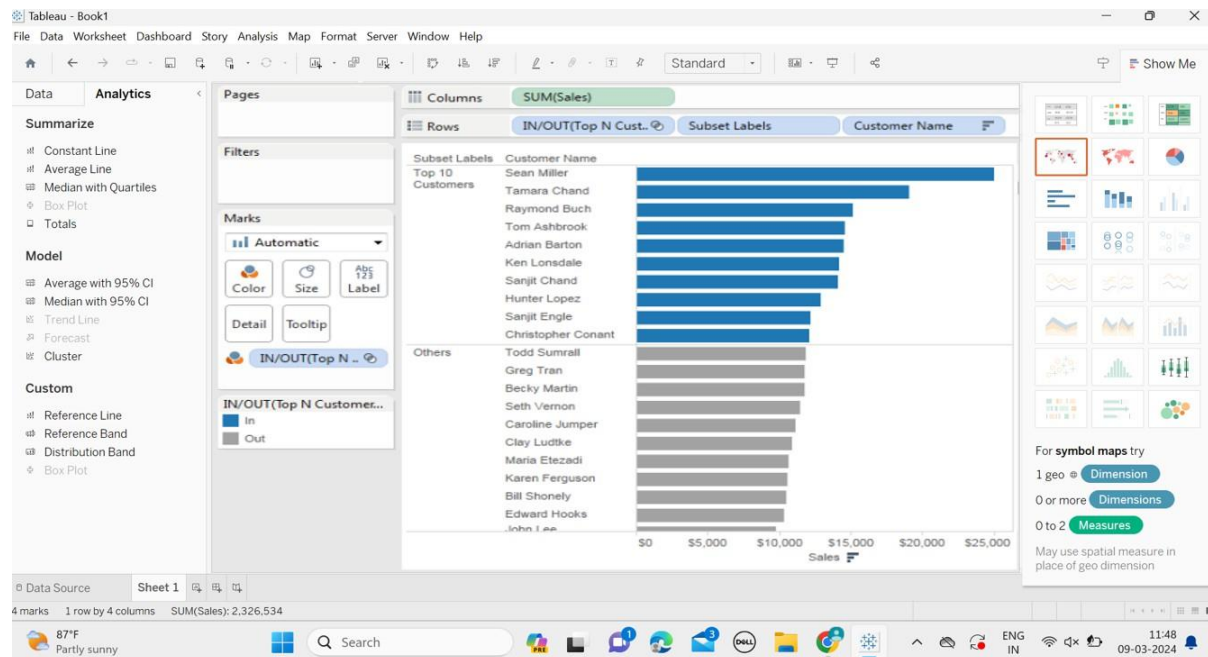 Tableau - Book1
File Data Worksheet Dashboard Story Analysis Map Format Server Window Help
Standard
Show Me
Data Analytics
Summarize
Constant Line
Average Line
Median with Quartiles
Box Plot
Totals
Model
Average with 95% CI
Median with 95% CI
Trend Line
Forecast
Cluster
Custom
Reference Line
Reference Band
Distribution Band
Box Plot
Pages
Filters
Marks
Automatic
Color Size Abc 123 Label
Detail Tooltip
IN/OUT(Top N ..
IN/OUT(Top N Customer...
In
Out
Columns SUM(Sales)
Rows IN/OUT(Top N Cust.. Subset Labels Customer Name
Subset Labels Customer Name
Top 10 Customers
Sean Miller
Tamara Chand
Raymond Buch
Tom Ashbrook
Adrian Barton
Ken Lonsdale
Sanjit Chand
Hunter Lopez
Sanjit Engle
Christopher Conant
Others Todd Sumrall
Greg Tran
Becky Martin
Seth Vernon
Caroline Jumper
Clay Ludtke
Maria Etezadi
Karen Ferguson
Bill Shonely
Edward Hooks
John Lee
$0 $5,000 $10,000 $15,000 $20,000 $25,000
Sales
For symbol maps try
1 geo Dimension
0 or more Dimensions
0 to 2 Measures
May use spatial measure in
place of geo dimension
Data Source Sheet 1
4 marks 1 row by 4 columns SUM(Sales): 2,326,534
87°F
Partly sunny
Search
PRE
3
DELL
ENG
IN
11:48
09-03-2024